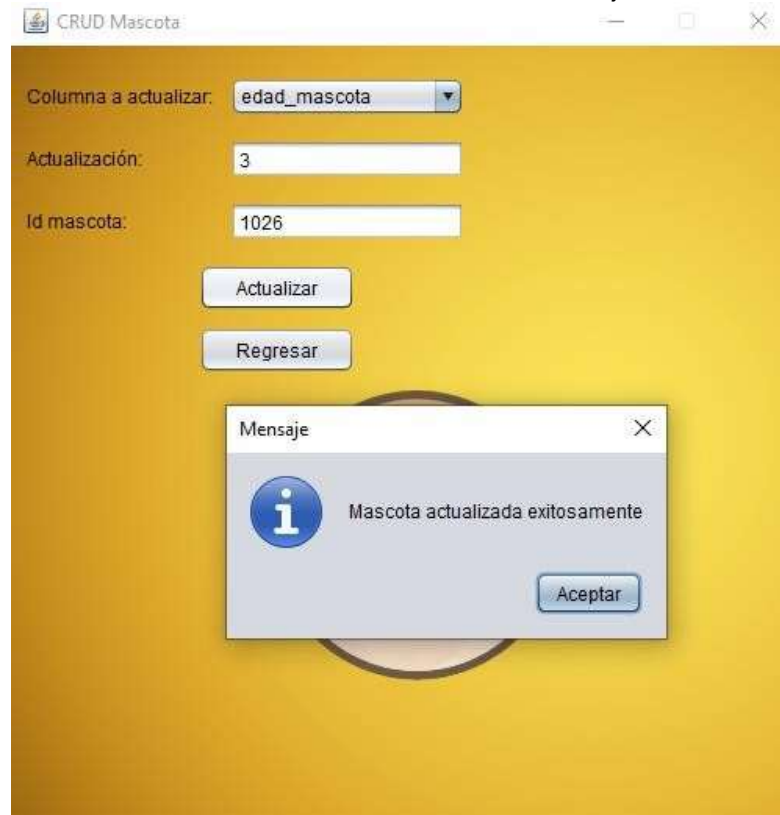 CRUD Mascota
Columna a actualizar: edad_mascota
Actualización: 3
Id mascota: 1026
Actualizar
Regresar
Mensaje
Mascota actualizada exitosamente
Aceptar